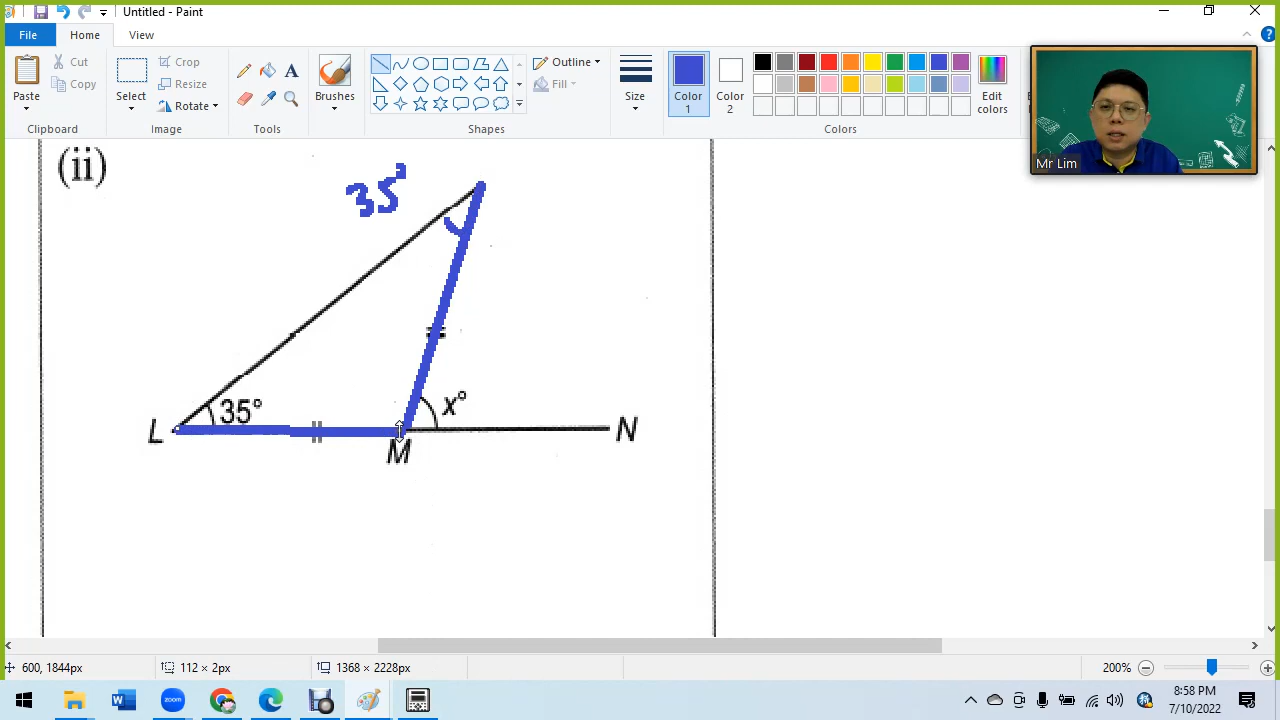 Untitled - Paint
File Home View
Paste Cut Copy
Clipboard
Select Crop Resize Rotate
Image
Tools
Brushes
Shapes
Outline Fill
Size
Color 1
Color 2
Edit colors
Colors
Mr Lim
(ii)
35°
35°
x°
L
M
N
600, 1844px
112 × 2px
1368 × 2228px
200%
8:58 PM
7/10/2022